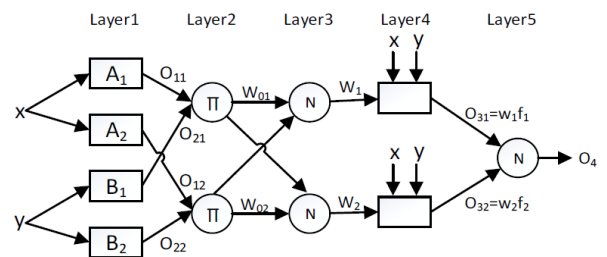 Layer1 Layer2 Layer3 Layer4 Layer5
x y
A₁ O₁₁ W₀₁ W₁
Π N
x A₂ O₂₁ O₃₁=w₁f₁
N O₄
B₁ O₁₂ x y
y Π W₀₂ N W₂ O₃₂=w₂f₂
B₂ O₂₂